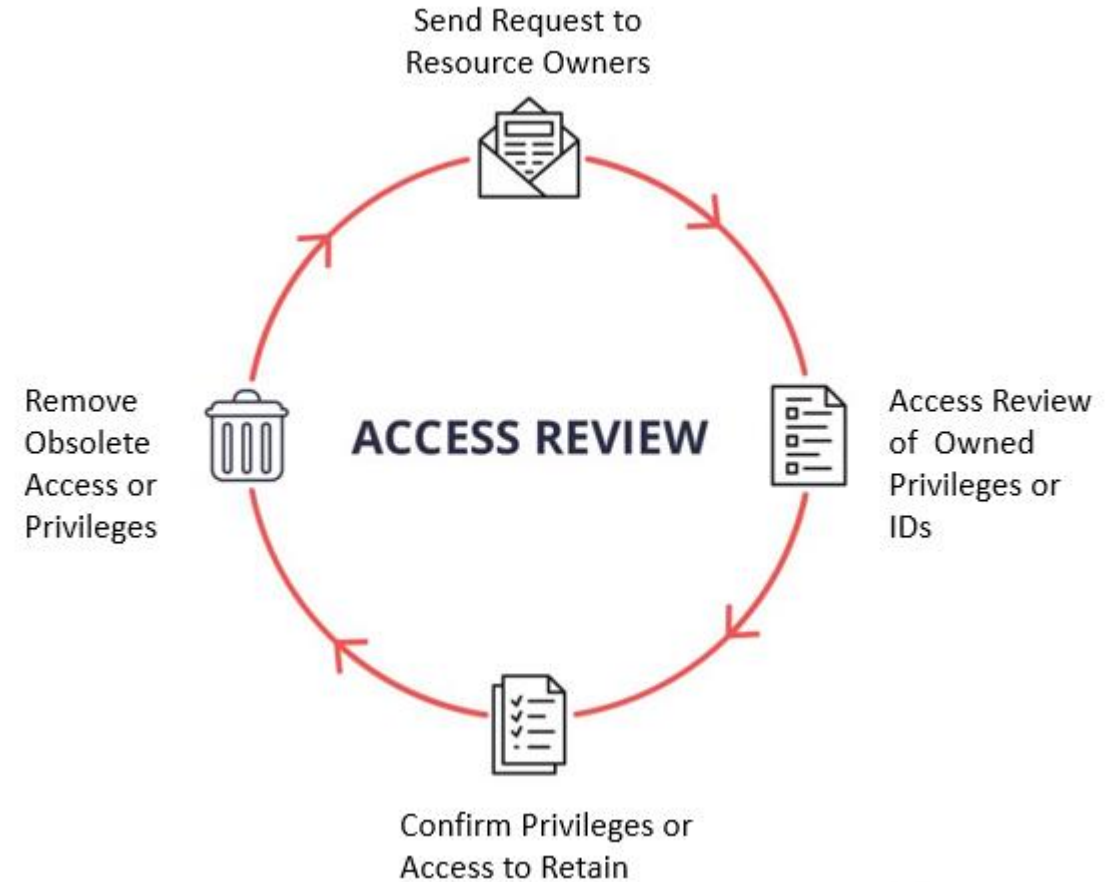 Send Request to
Resource Owners
Remove
Obsolete
Access or
Privileges
ACCESS REVIEW
Access Review
of Owned
Privileges or
IDs
Confirm Privileges or
Access to Retain